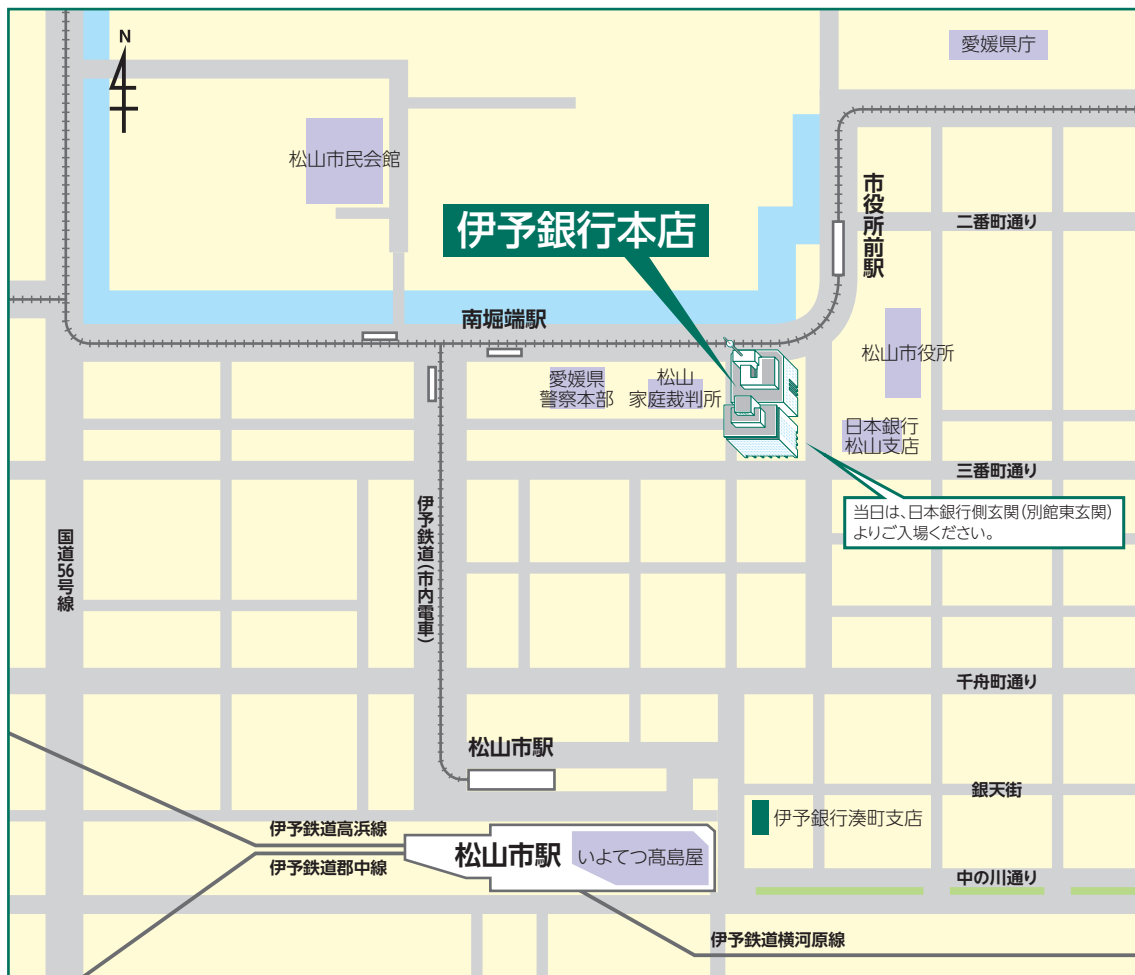 N
愛媛県庁
松山市民会館
市役所前駅
二番町通り
伊予銀行本店
南堀端駅
松山市役所
愛媛県
警察本部
松山
家庭裁判所
日本銀行
松山支店
三番町通り
当日は、日本銀行側玄関(別館東玄関)
よりご入場ください。
国道56号線
伊予鉄道(市内電車)
千舟町通り
松山市駅
銀天街
伊予銀行湊町支店
伊予鉄道高浜線
松山市駅
いよてつ髙島屋
伊予鉄道郡中線
中の川通り
伊予鉄道横河原線